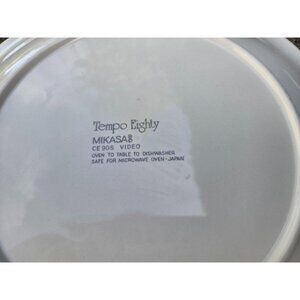 Tempo Eighty
MIKASA
CE 905 VIDEO
OVEN TO TABLE TO DISHWASHER
SAFE FOR MICROWAVE OVEN-JAPAN